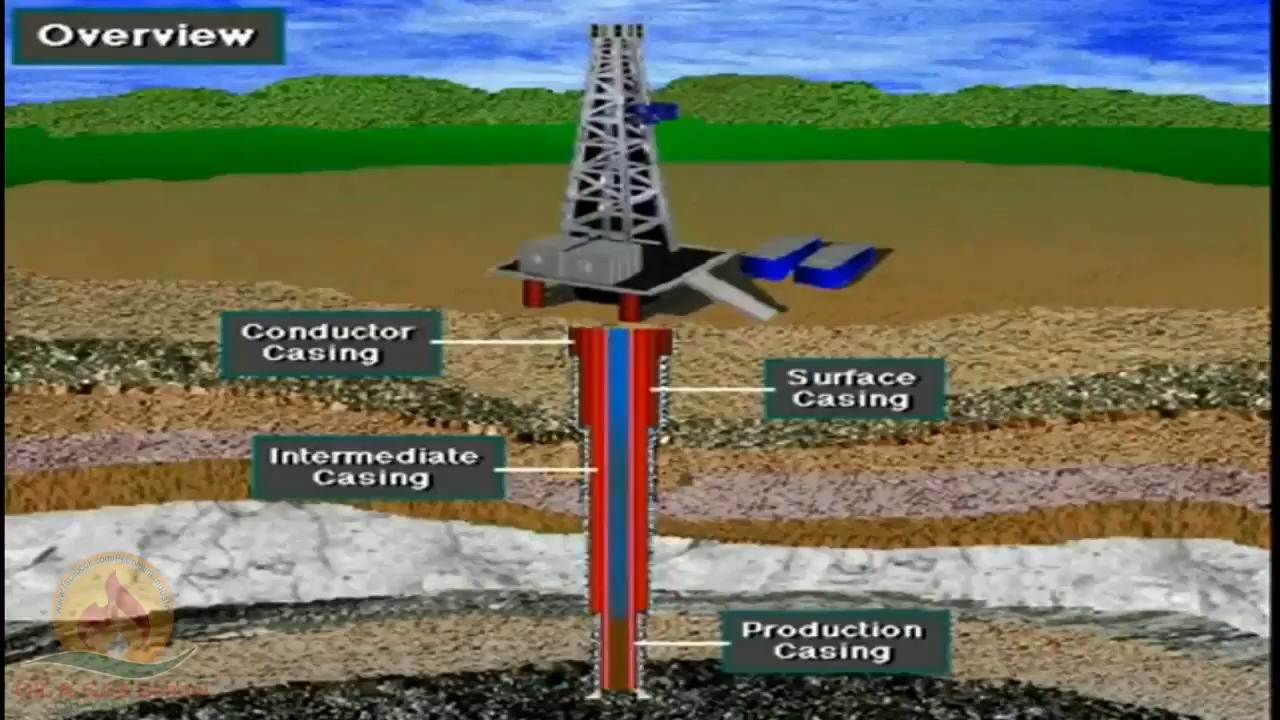 Overview
Conductor
Casing
Surface
Casing
Intermediate
Casing
Production
Casing